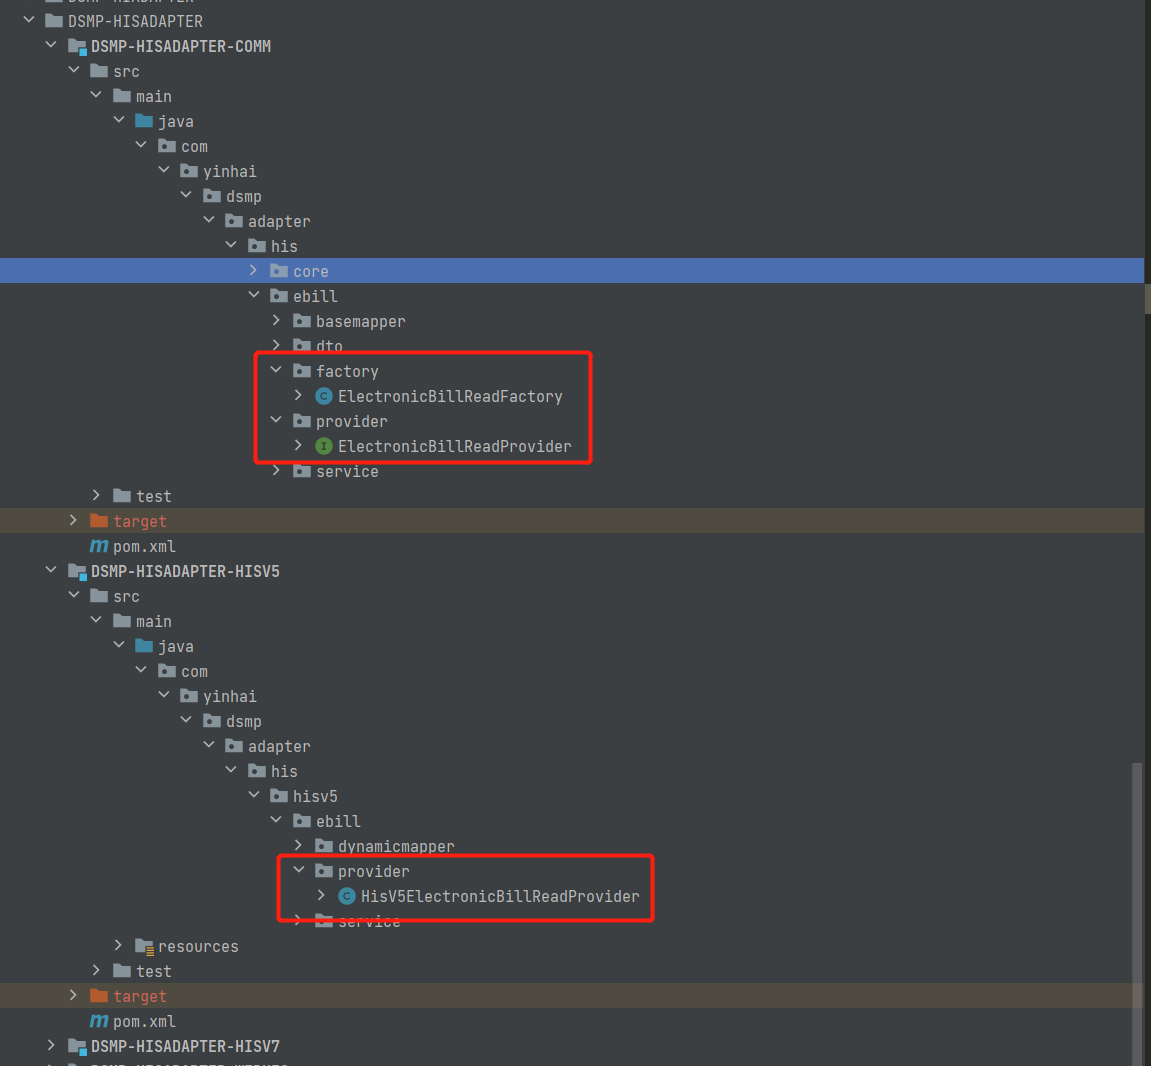 DSMP-HISADAPTER
DSMP-HISADAPTER-COMM
src
main
java
com
yinhai
dsmp
adapter
his
core
ebill
basemapper
dto
factory
ElectronicBillReadFactory
provider
ElectronicBillReadProvider
service
test
target
pom.xml
DSMP-HISADAPTER-HISV5
src
main
java
com
yinhai
dsmp
adapter
his
hisv5
ebill
dynamicmapper
provider
HisV5ElectronicBillReadProvider
service
resources
test
target
pom.xml
DSMP-HISADAPTER-HISV7